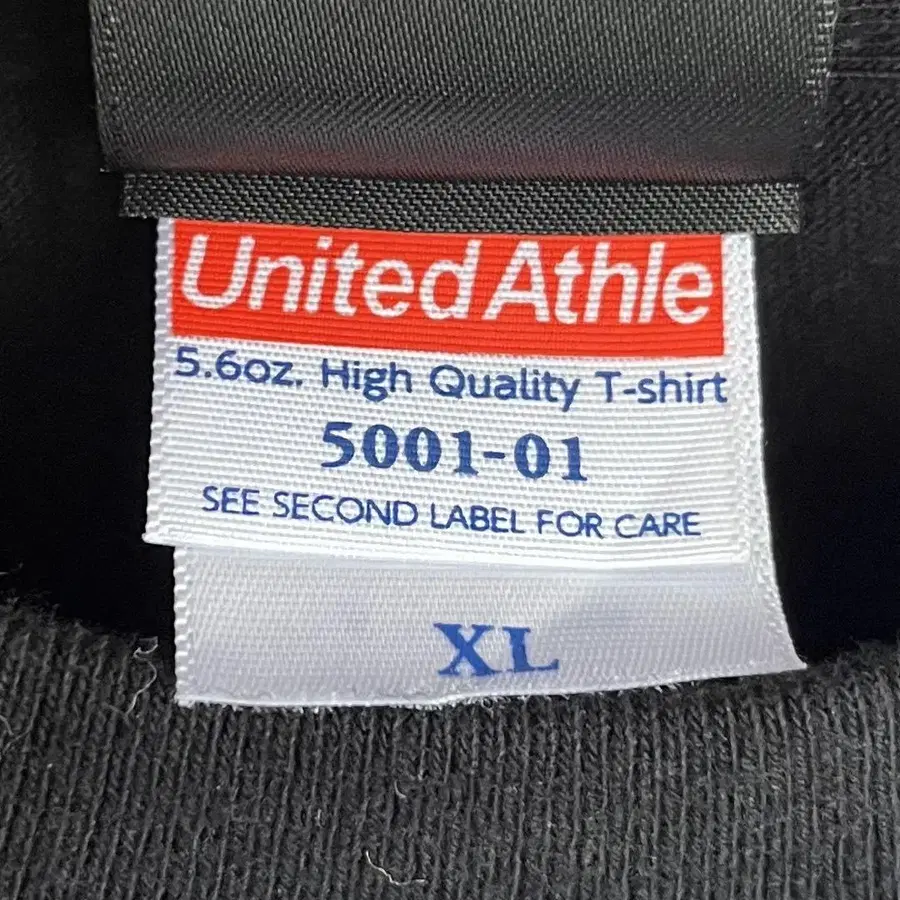 United Athle
5.6oz. High Quality T-shirt
5001-01
SEE SECOND LABEL FOR CARE
XL